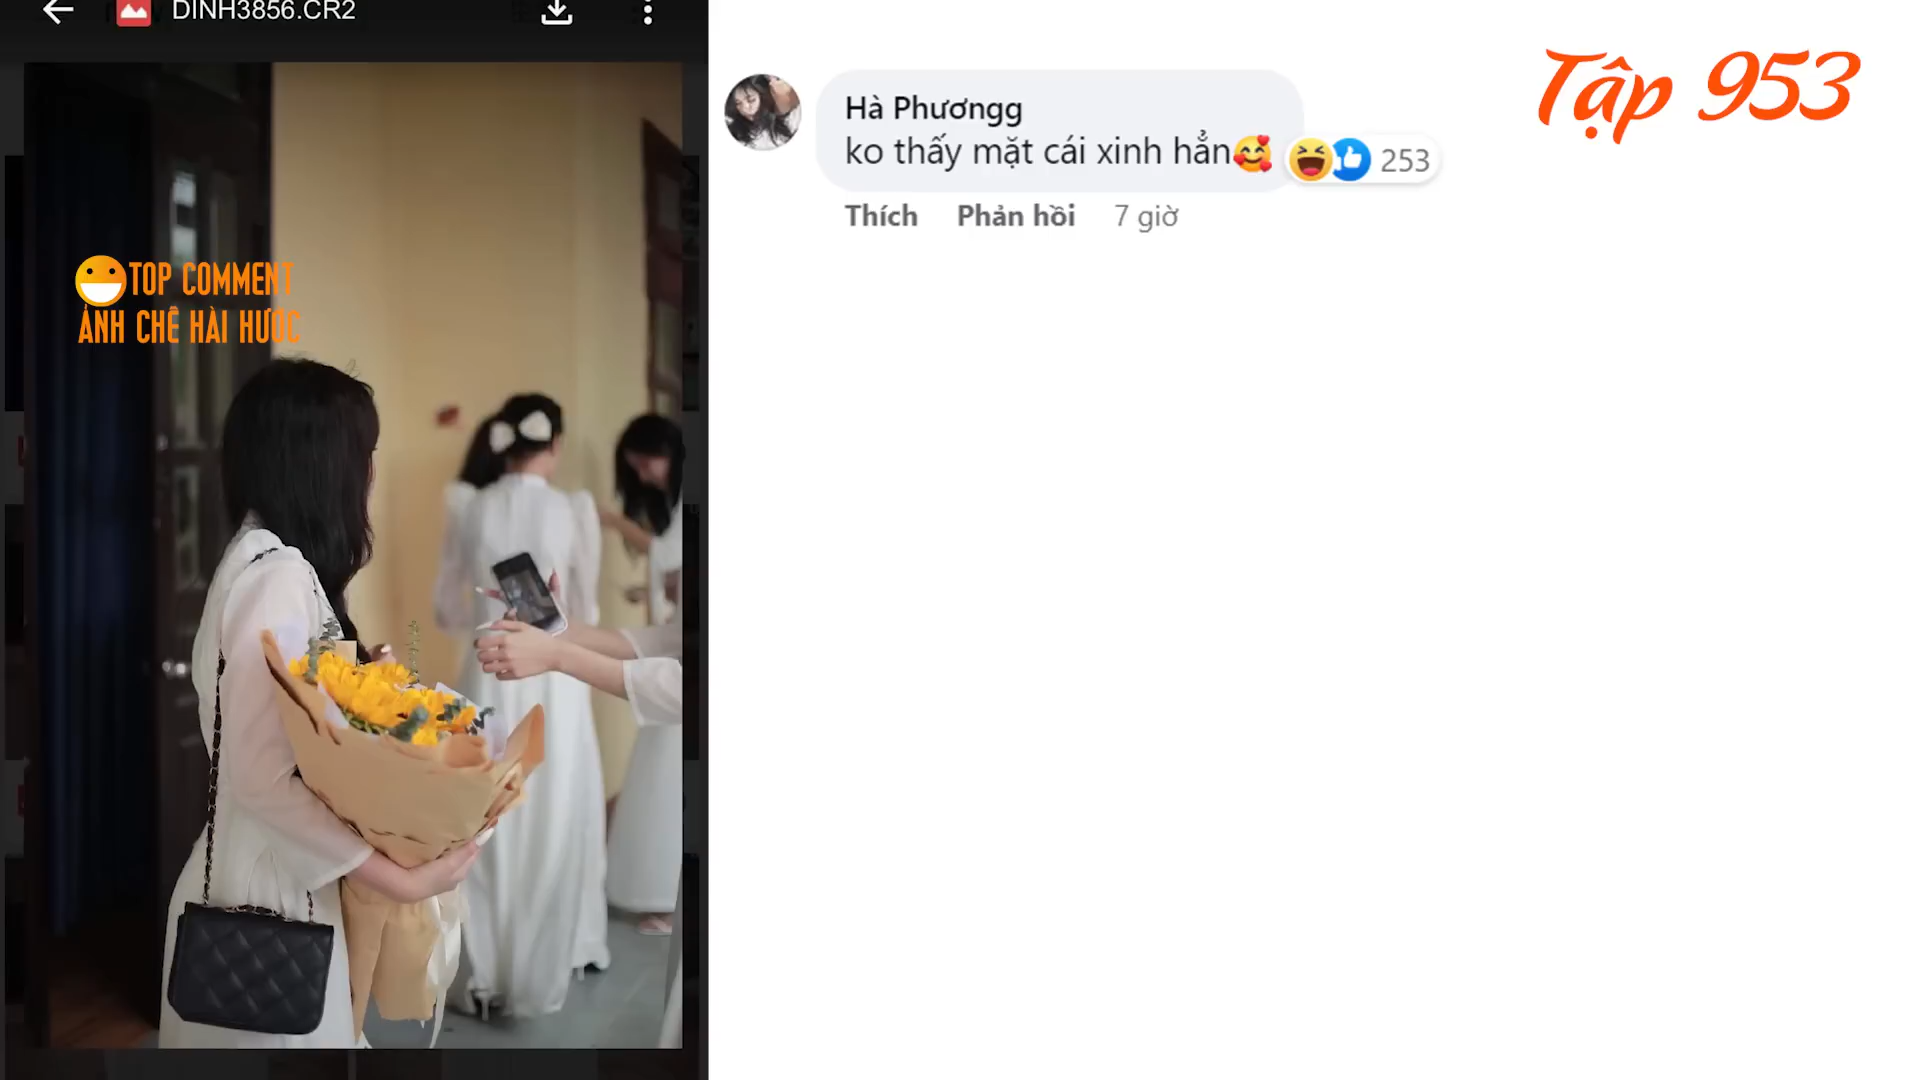 DINH3856.CR2
TOP COMMENT
ẢNH CHẾ HÀI HƯỚC
Hà Phươngg
ko thấy mặt cái xinh hẳn🥰
253
Thích Phản hồi 7 giờ
Tập 953